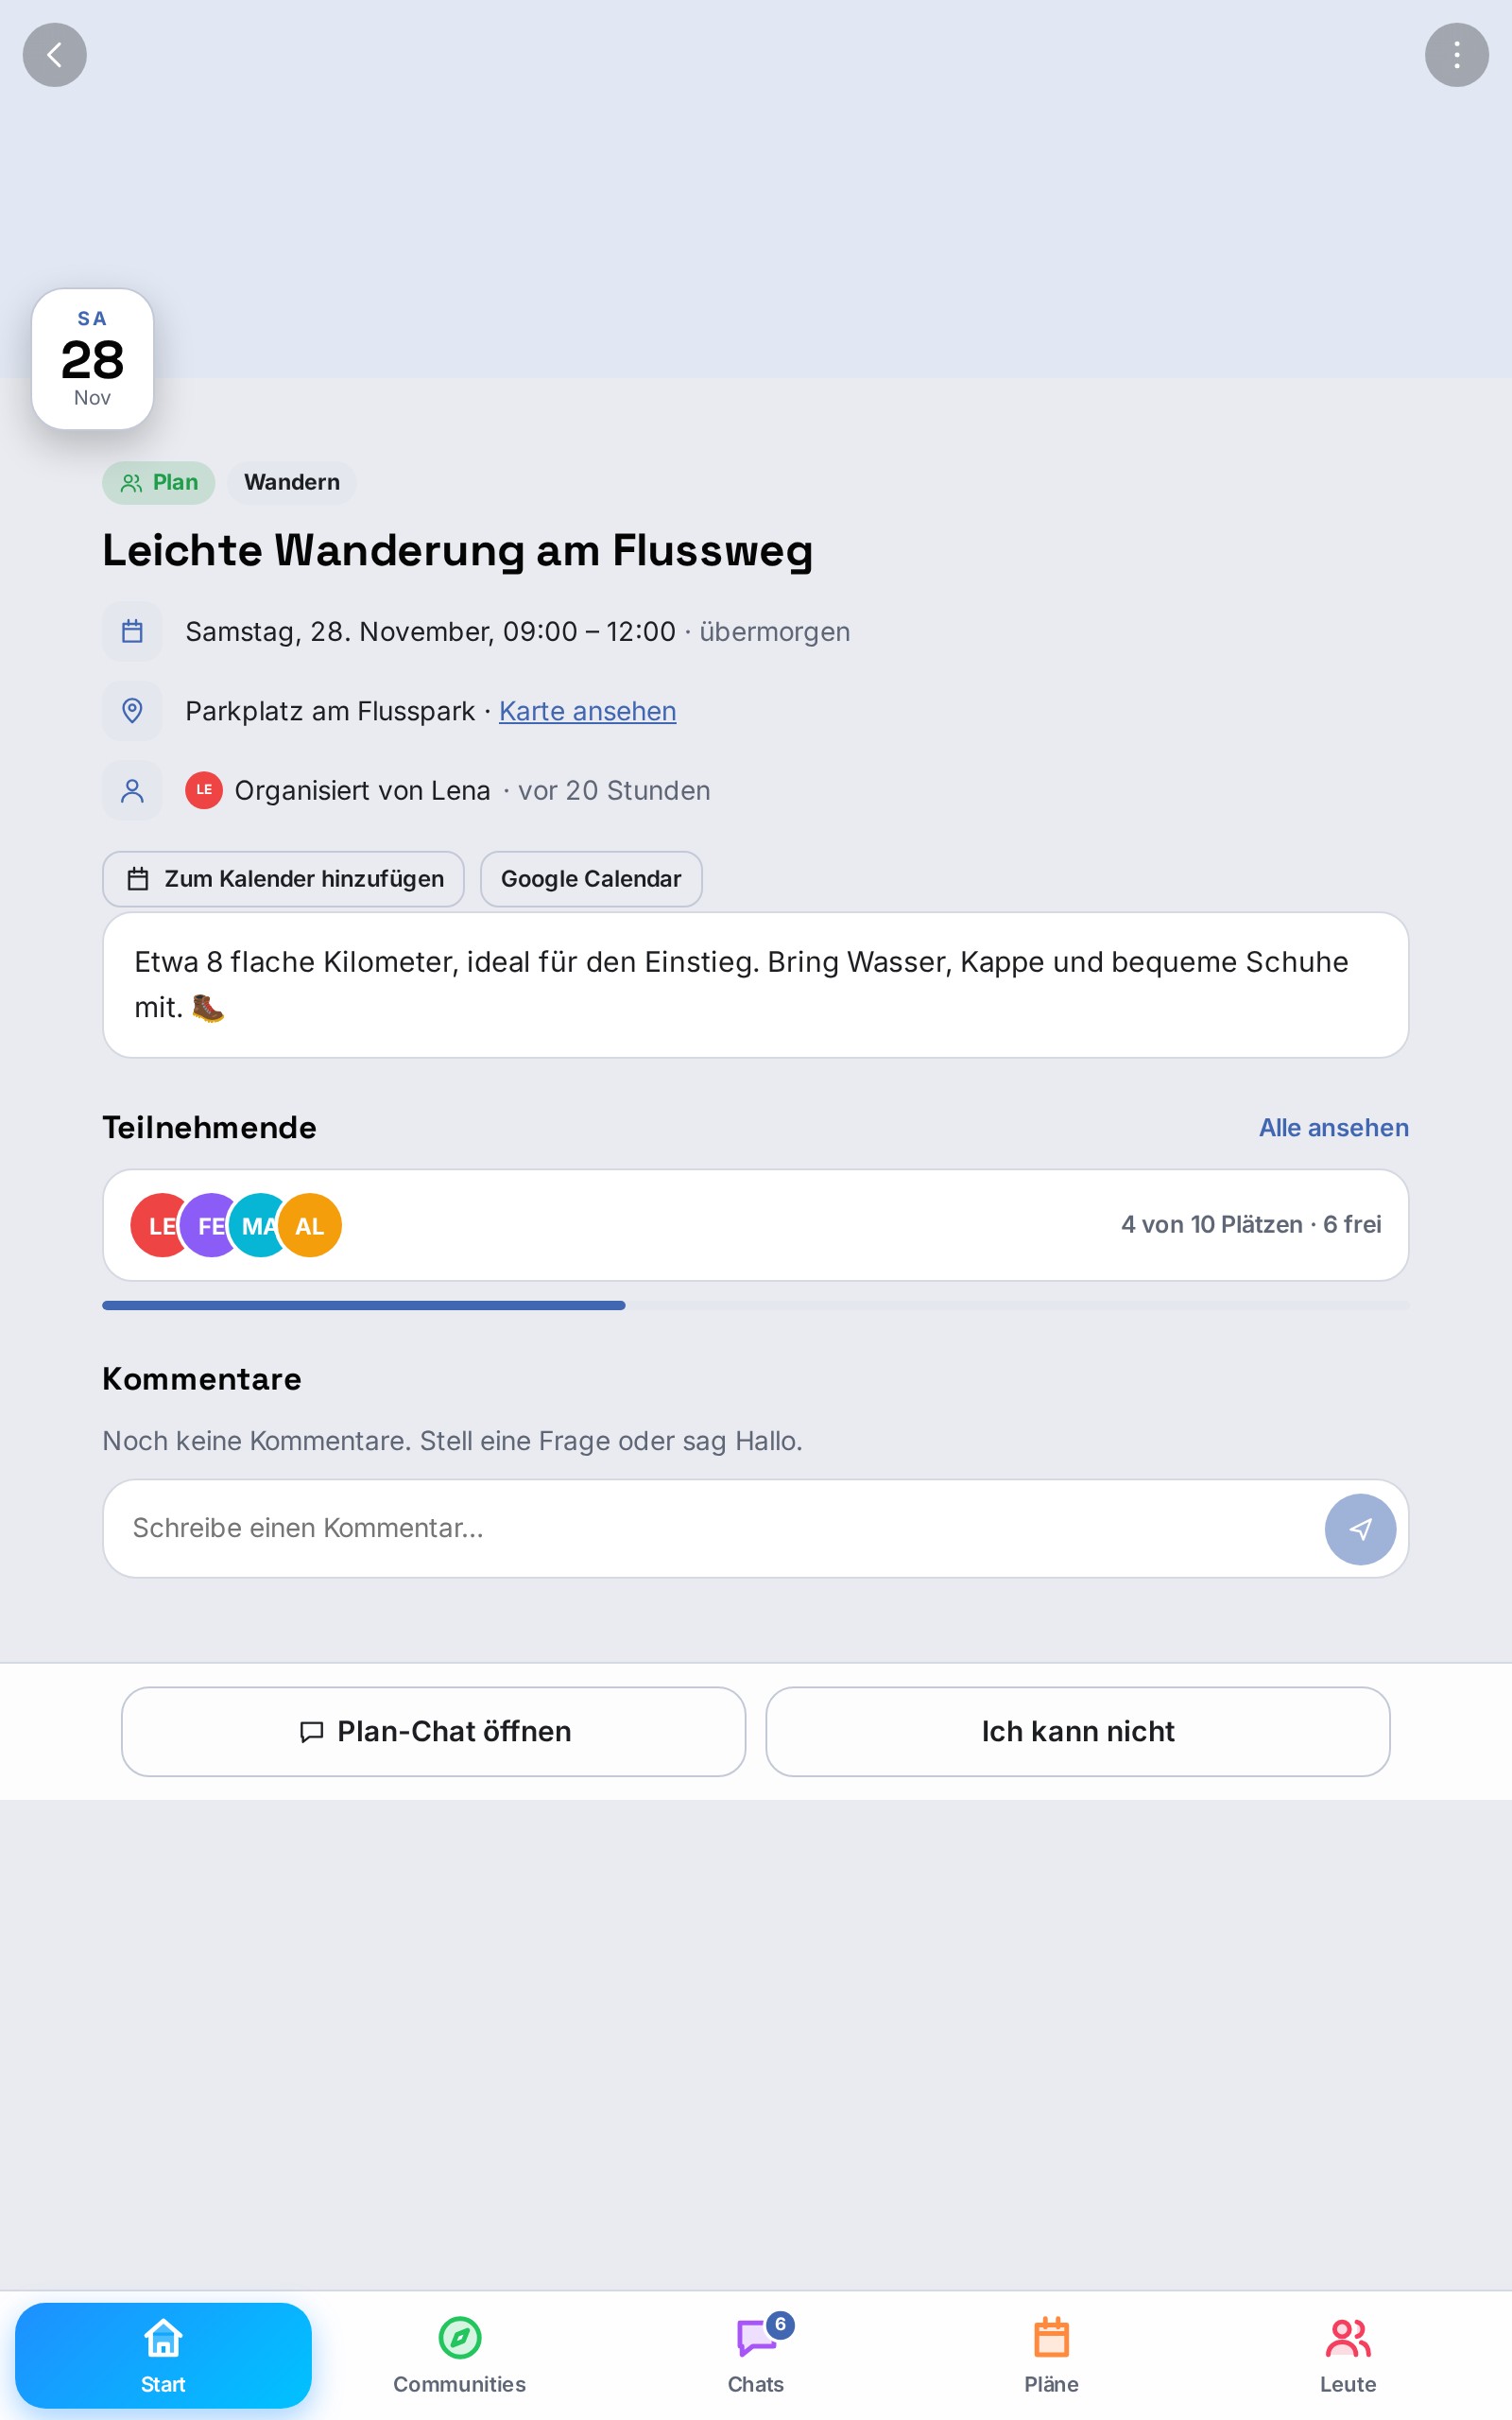 SA
28
Nov
Plan
Wandern
Leichte Wanderung am Flussweg
Samstag, 28. November, 09:00 – 12:00 · übermorgen
Parkplatz am Flusspark · Karte ansehen
LE Organisiert von Lena · vor 20 Stunden
Zum Kalender hinzufügen
Google Calendar
Etwa 8 flache Kilometer, ideal für den Einstieg. Bring Wasser, Kappe und bequeme Schuhe
mit. 🥾
Teilnehmende
Alle ansehen
LE FE MA AL
4 von 10 Plätzen · 6 frei
Kommentare
Noch keine Kommentare. Stell eine Frage oder sag Hallo.
Schreibe einen Kommentar...
Plan-Chat öffnen
Ich kann nicht
6
Start
Communities
Chats
Pläne
Leute